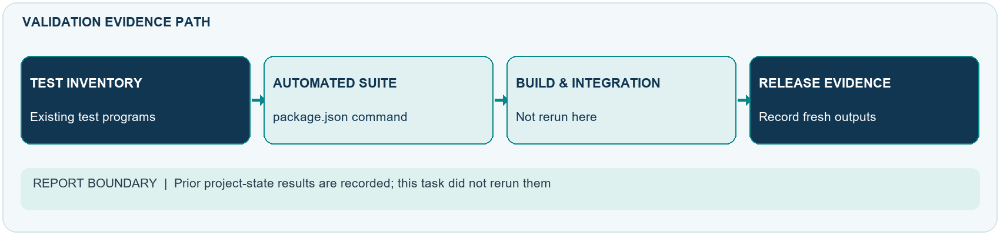 VALIDATION EVIDENCE PATH
TEST INVENTORY
Existing test programs
AUTOMATED SUITE
package.json command
BUILD & INTEGRATION
Not rerun here
RELEASE EVIDENCE
Record fresh outputs
REPORT BOUNDARY | Prior project-state results are recorded; this task did not rerun them